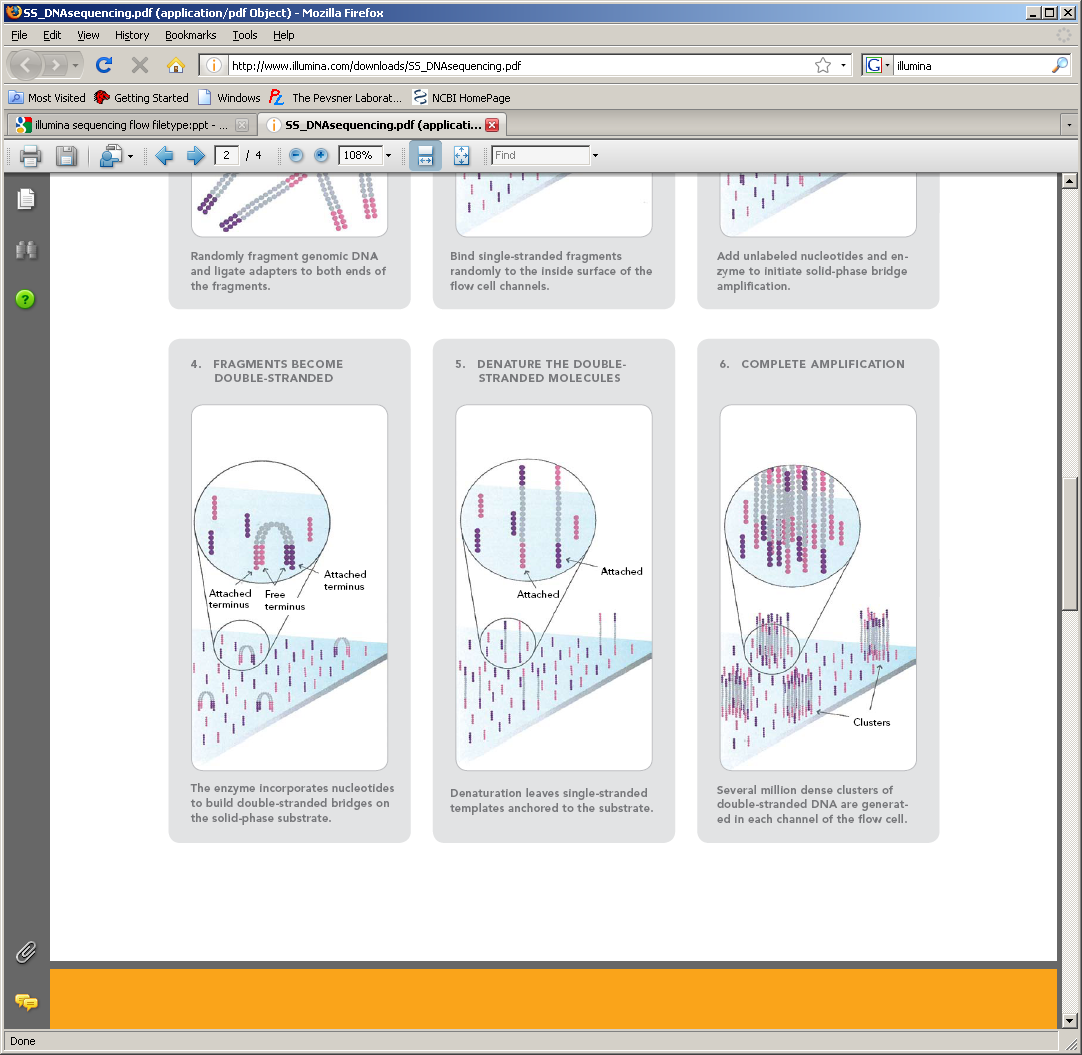 SS_DNAsequencing.pdf (application/pdf Object) - Mozilla Firefox
File Edit View History Bookmarks Tools Help
http://www.illumina.com/downloads/SS_DNAsequencing.pdf
G illumina
Most Visited Getting Started Windows The Pevsner Laborat... NCBI HomePage
illumina sequencing flow filetype:ppt - ... SS_DNAsequencing.pdf (applicati...
2 / 4 108% Find
Randomly fragment genomic DNA
and ligate adapters to both ends of
the fragments.
Bind single-stranded fragments
randomly to the inside surface of the
flow cell channels.
Add unlabeled nucleotides and en-
zyme to initiate solid-phase bridge
amplification.
4. FRAGMENTS BECOME
DOUBLE-STRANDED
Attached
terminus
Free
terminus
Attached
terminus
The enzyme incorporates nucleotides
to build double-stranded bridges on
the solid-phase substrate.
5. DENATURE THE DOUBLE-
STRANDED MOLECULES
Attached
Attached
Denaturation leaves single-stranded
templates anchored to the substrate.
6. COMPLETE AMPLIFICATION
Clusters
Several million dense clusters of
double-stranded DNA are generat-
ed in each channel of the flow cell.
Done